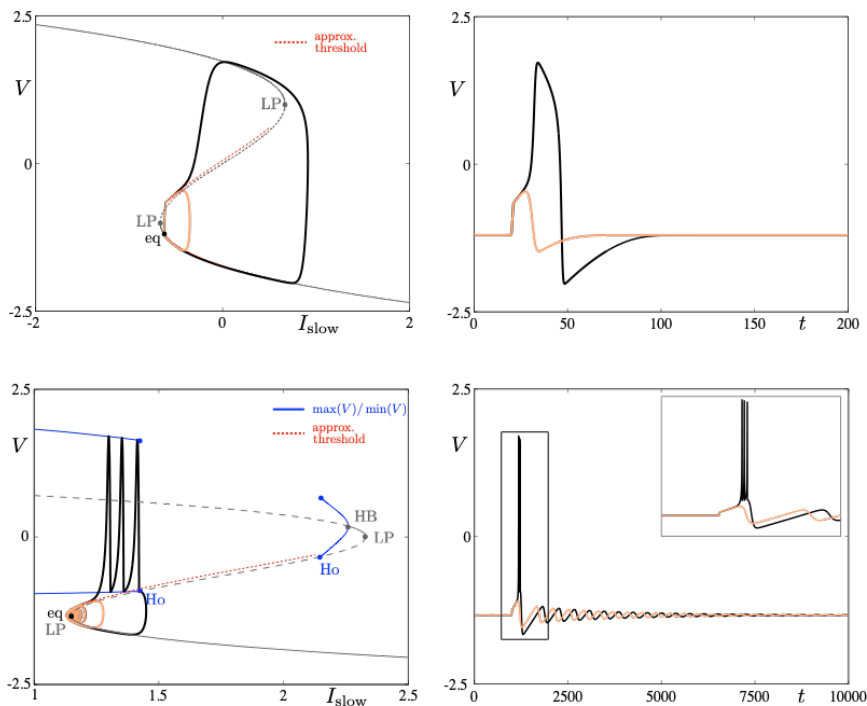 2.5
V
0
-2.5
-2
0
I_slow
2
approx.
threshold
LP
LP
eq
2.5
V
0
-2.5
0
50
100
150
t
200
2.5
V
0
-2.5
1
1.5
2
I_slow
2.5
max(V)/min(V)
approx.
threshold
HB
LP
Ho
Ho
eq
LP
2.5
V
0
-2.5
0
2500
5000
7500
t
10000